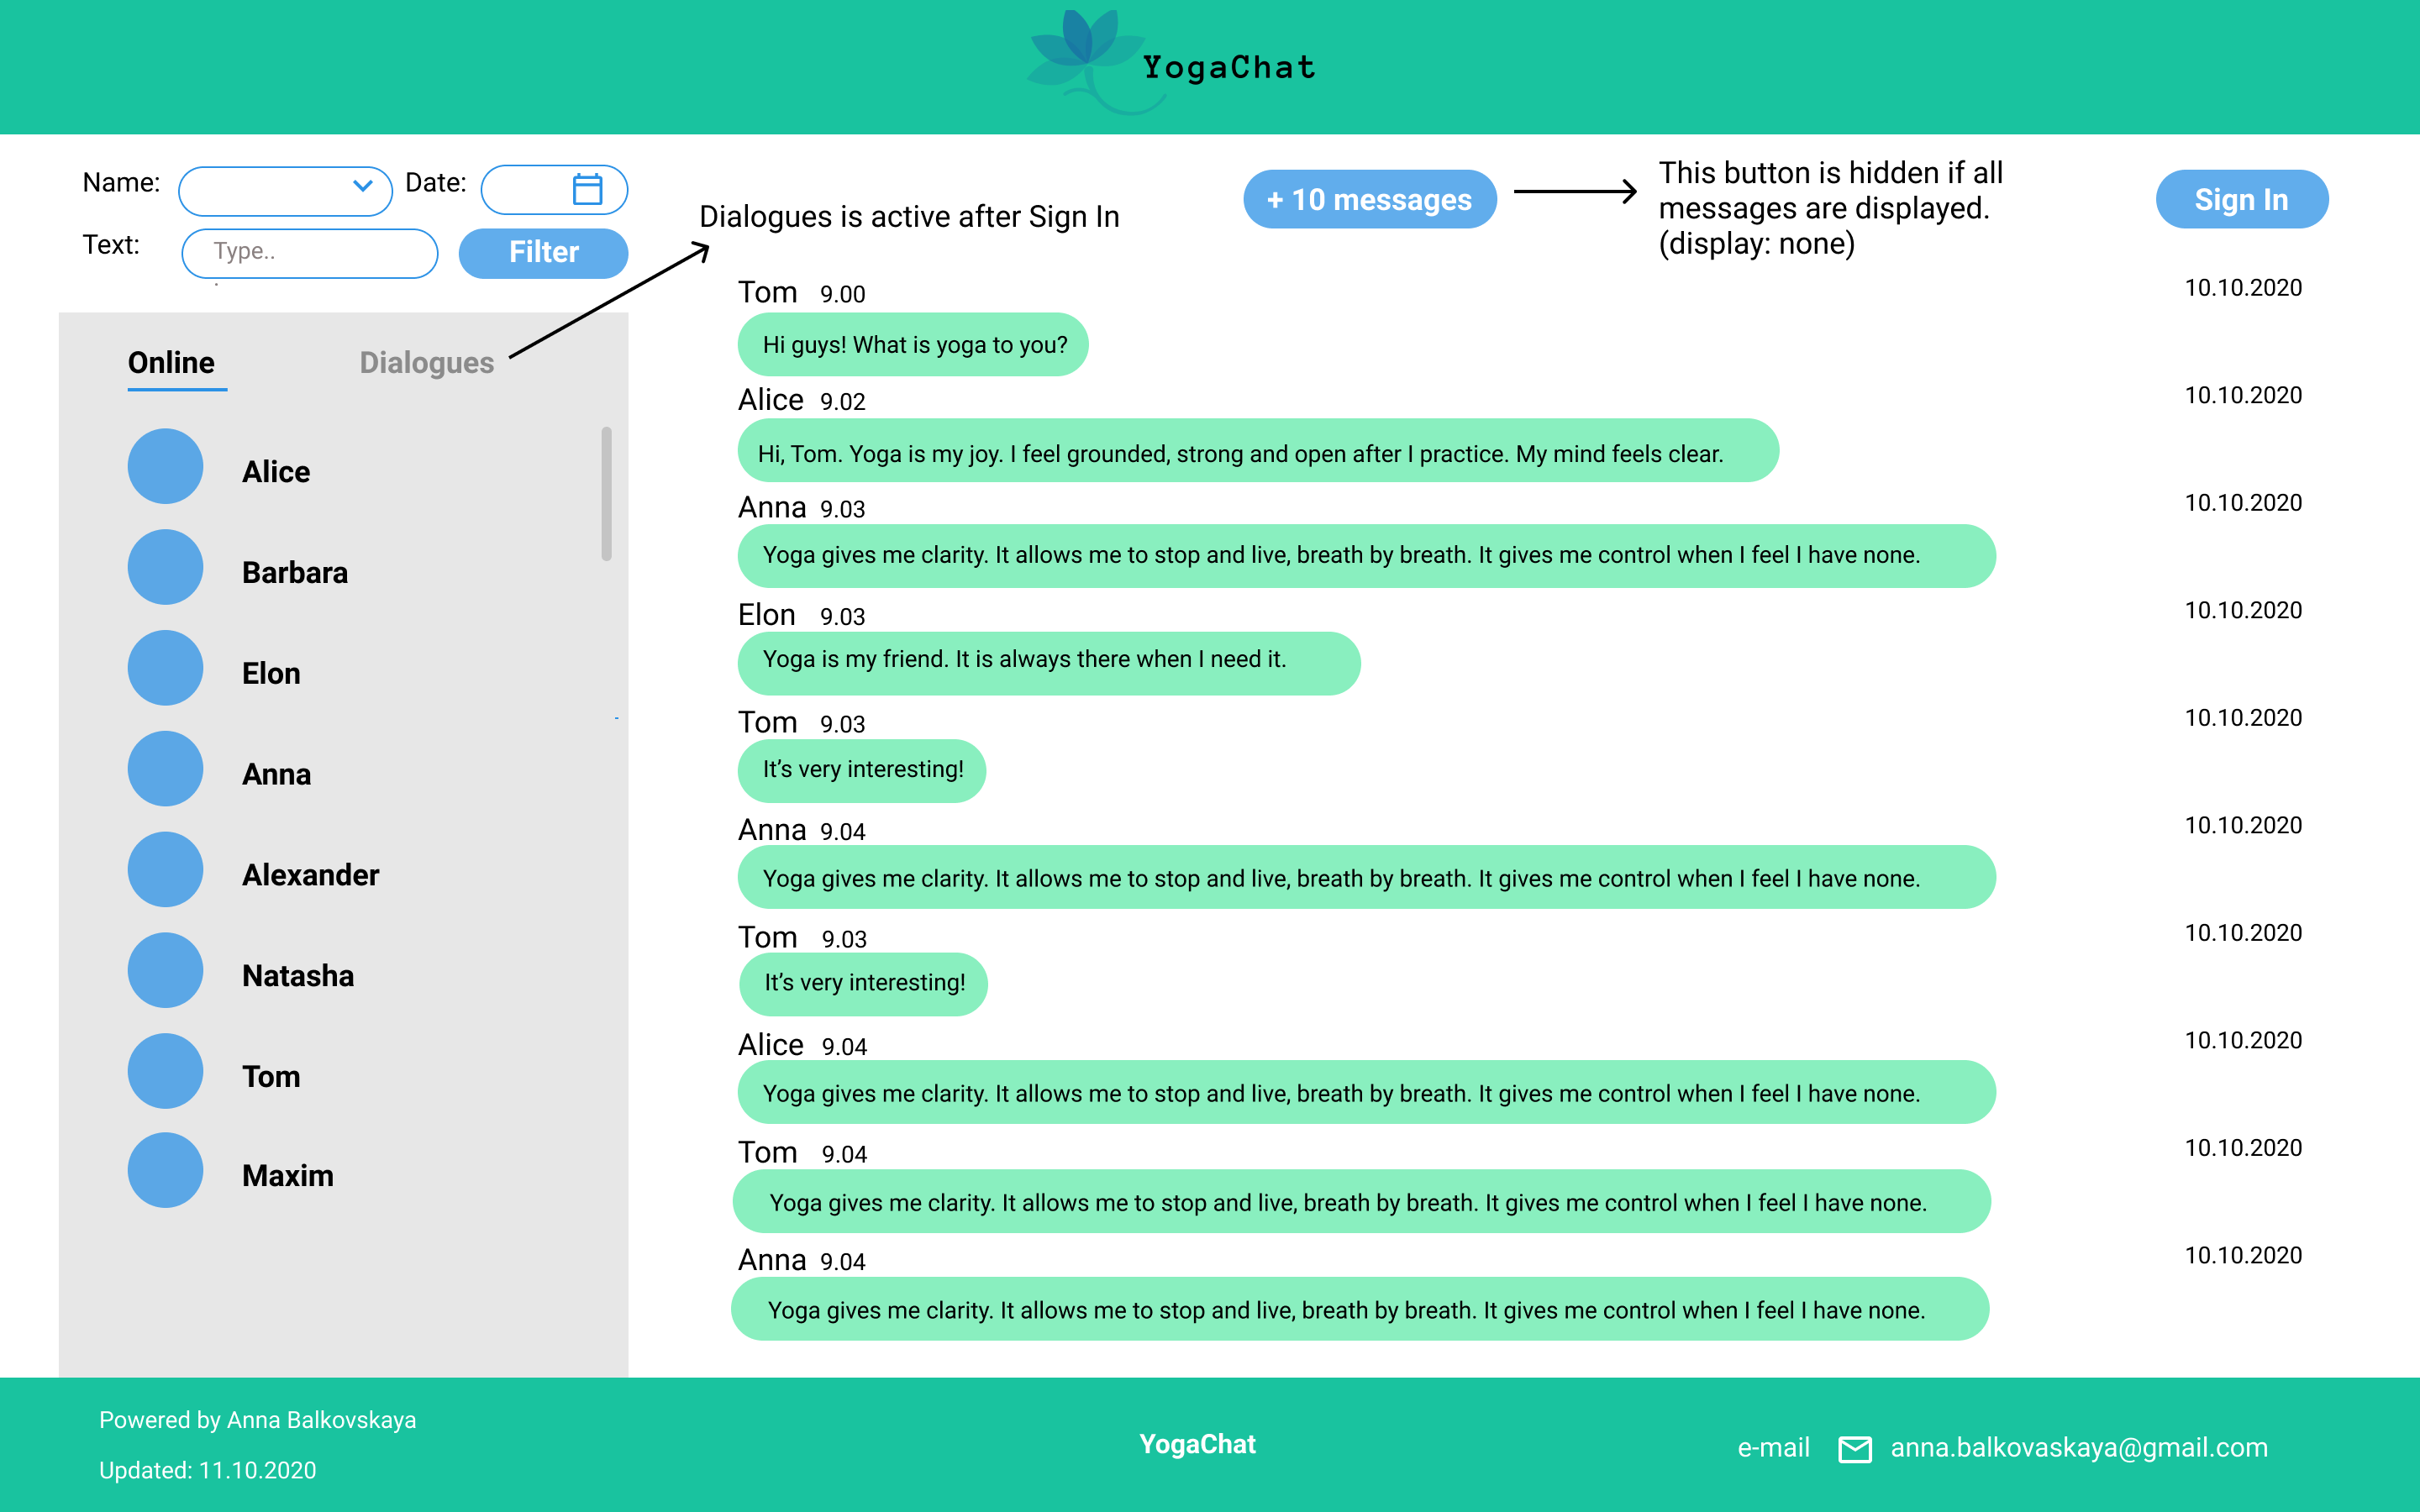 YogaChat
Name:
Date:
Text:
Type..
Filter
Dialogues is active after Sign In
+ 10 messages
This button is hidden if all
messages are displayed.
(display: none)
Sign In
Online
Dialogues
Alice
Barbara
Elon
Anna
Alexander
Natasha
Tom
Maxim
Tom 9.00 10.10.2020
Hi guys! What is yoga to you?
Alice 9.02 10.10.2020
Hi, Tom. Yoga is my joy. I feel grounded, strong and open after I practice. My mind feels clear.
Anna 9.03 10.10.2020
Yoga gives me clarity. It allows me to stop and live, breath by breath. It gives me control when I feel I have none.
Elon 9.03 10.10.2020
Yoga is my friend. It is always there when I need it.
Tom 9.03 10.10.2020
It’s very interesting!
Anna 9.04 10.10.2020
Yoga gives me clarity. It allows me to stop and live, breath by breath. It gives me control when I feel I have none.
Tom 9.03 10.10.2020
It’s very interesting!
Alice 9.04 10.10.2020
Yoga gives me clarity. It allows me to stop and live, breath by breath. It gives me control when I feel I have none.
Tom 9.04 10.10.2020
Yoga gives me clarity. It allows me to stop and live, breath by breath. It gives me control when I feel I have none.
Anna 9.04 10.10.2020
Yoga gives me clarity. It allows me to stop and live, breath by breath. It gives me control when I feel I have none.
Powered by Anna Balkovskaya
Updated: 11.10.2020
YogaChat
e-mail anna.balkovaskaya@gmail.com